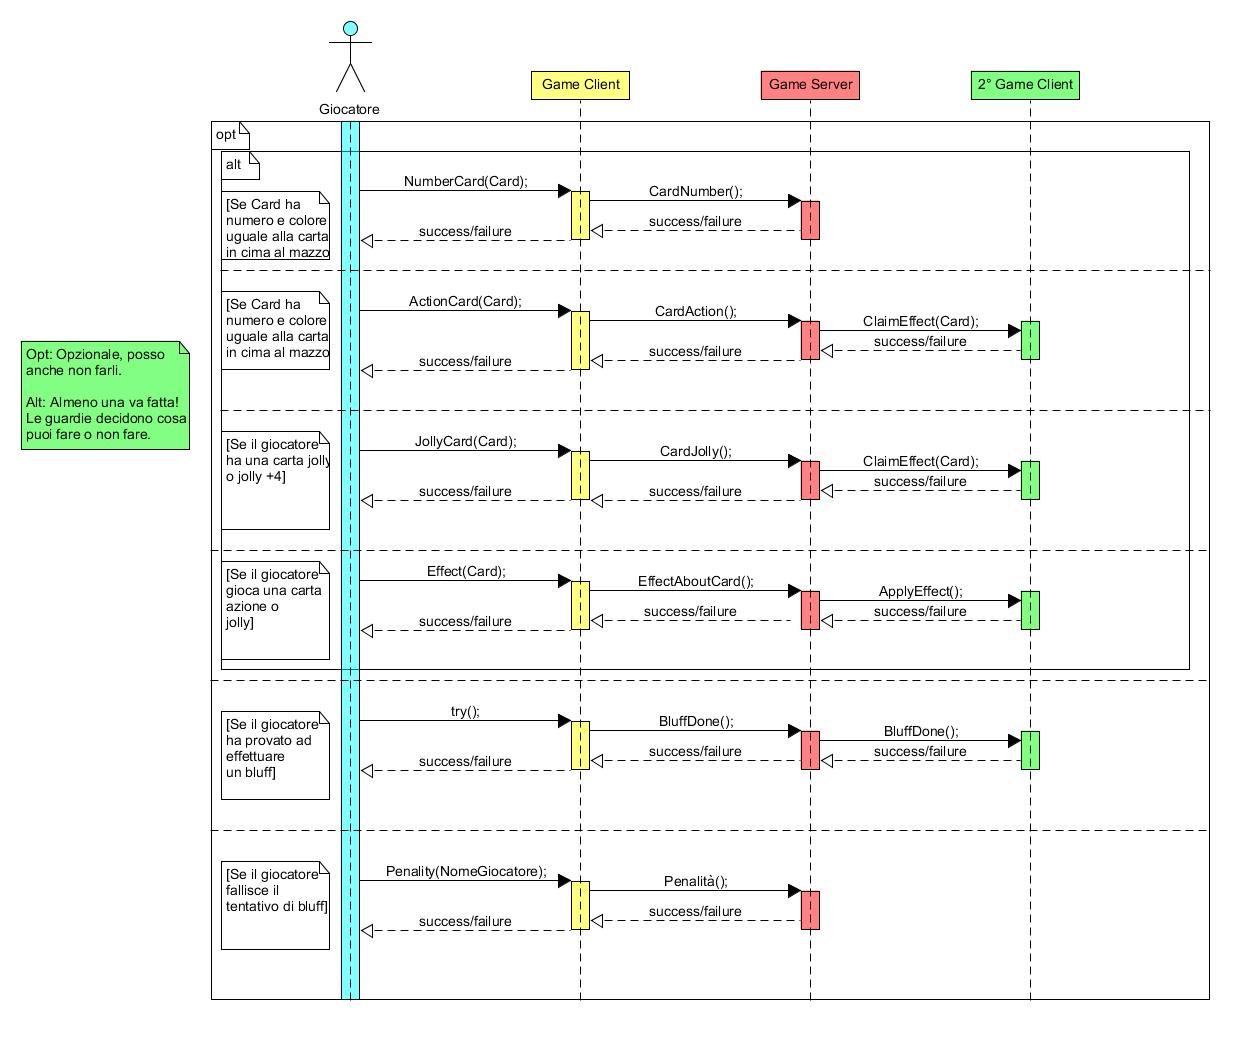 Giocatore
Game Client
Game Server
2° Game Client
opt
alt
[Se Card ha
numero e colore
uguale alla carta
in cima al mazzo
NumberCard(Card);
CardNumber();
success/failure
success/failure
[Se Card ha
numero e colore
uguale alla carta
in cima al mazzo
ActionCard(Card);
CardAction();
ClaimEffect(Card);
success/failure
success/failure
success/failure
Opt: Opzionale, posso
anche non farli.
Alt: Almeno una va fatta!
Le guardie decidono cosa
puoi fare o non fare.
[Se il giocatore
ha una carta jolly
o jolly +4]
JollyCard(Card);
CardJolly();
ClaimEffect(Card);
success/failure
success/failure
success/failure
[Se il giocatore
gioca una carta
azione o
jolly]
Effect(Card);
EffectAboutCard();
ApplyEffect();
success/failure
success/failure
success/failure
[Se il giocatore
ha provato ad
effettuare
un bluff]
try();
BluffDone();
BluffDone();
success/failure
success/failure
success/failure
[Se il giocatore
fallisce il
tentativo di bluff]
Penality(NomeGiocatore);
Penalità();
success/failure
success/failure